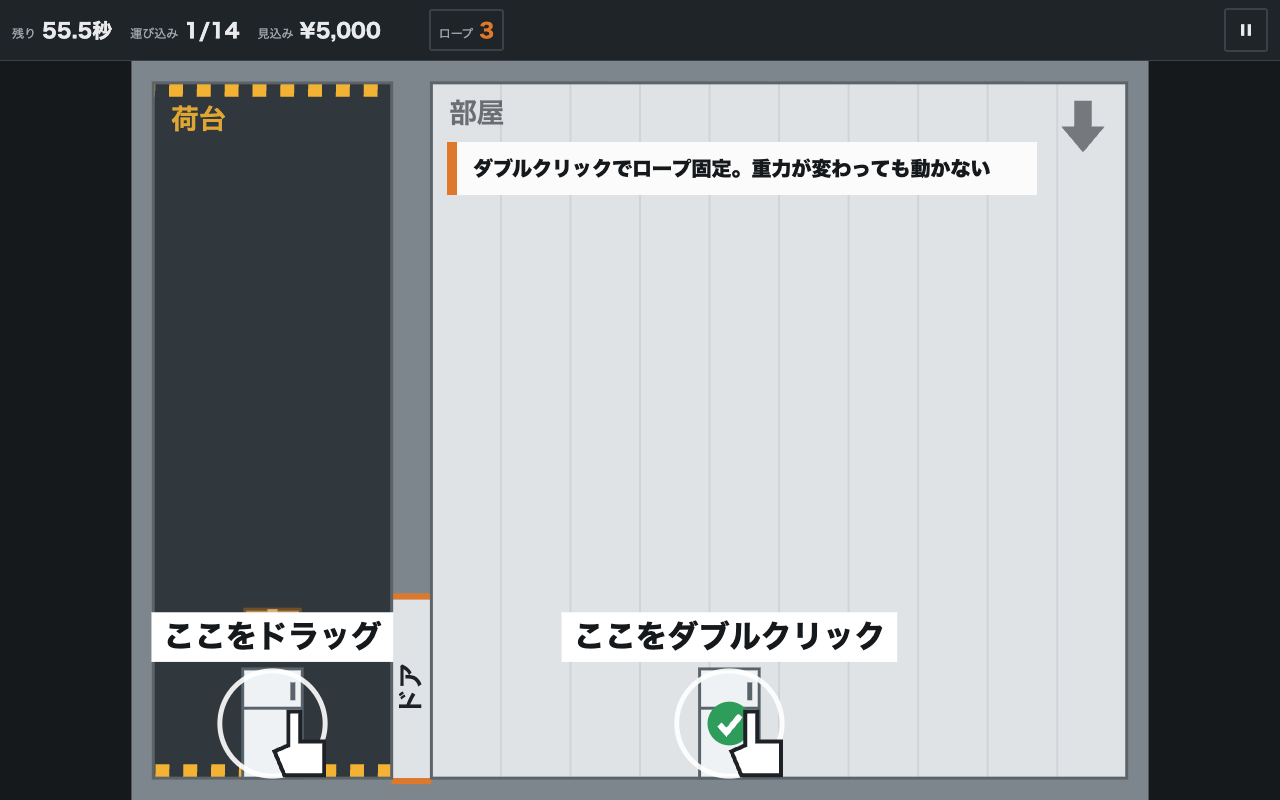 残り 55.5秒 運び込み 1/14 見込み ¥5,000 ロープ 3
荷台
部屋
ダブルクリックでロープ固定。重力が変わっても動かない
ここをドラッグ
ここをダブルクリック
ドア